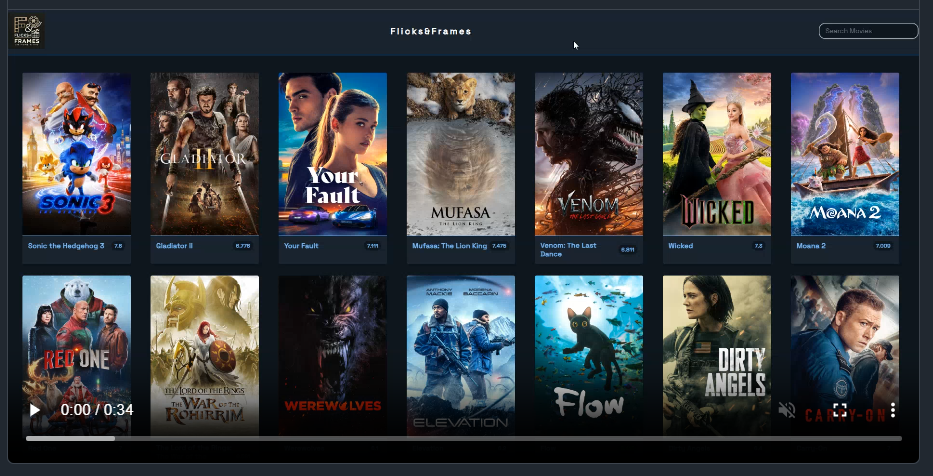 FLICKS
FRAMES
Flicks&Frames
Search Movies
SONIC 3
GLADIATOR
II
Your
Fault
MUFASA
THE LION KING
VENOM
THE LAST DANCE
WICKED
MOANA 2
Sonic the Hedgehog 3 7.8
Gladiator II 6.776
Your Fault 7.111
Mufasa: The Lion King 7.476
Venom: The Last
Dance
6.811
Wicked 7.3
Moana 2 7.009
RED ONE
THE LORD OF THE RINGS
THE WAR OF THE
ROHIRRIM
WEREWOLVES
ANTHONY
MACKIE
MORENA
BACCARIN
ELEVATION
Flow
DIRTY
ANGELS
CARRY-ON
0:00 / 0:34